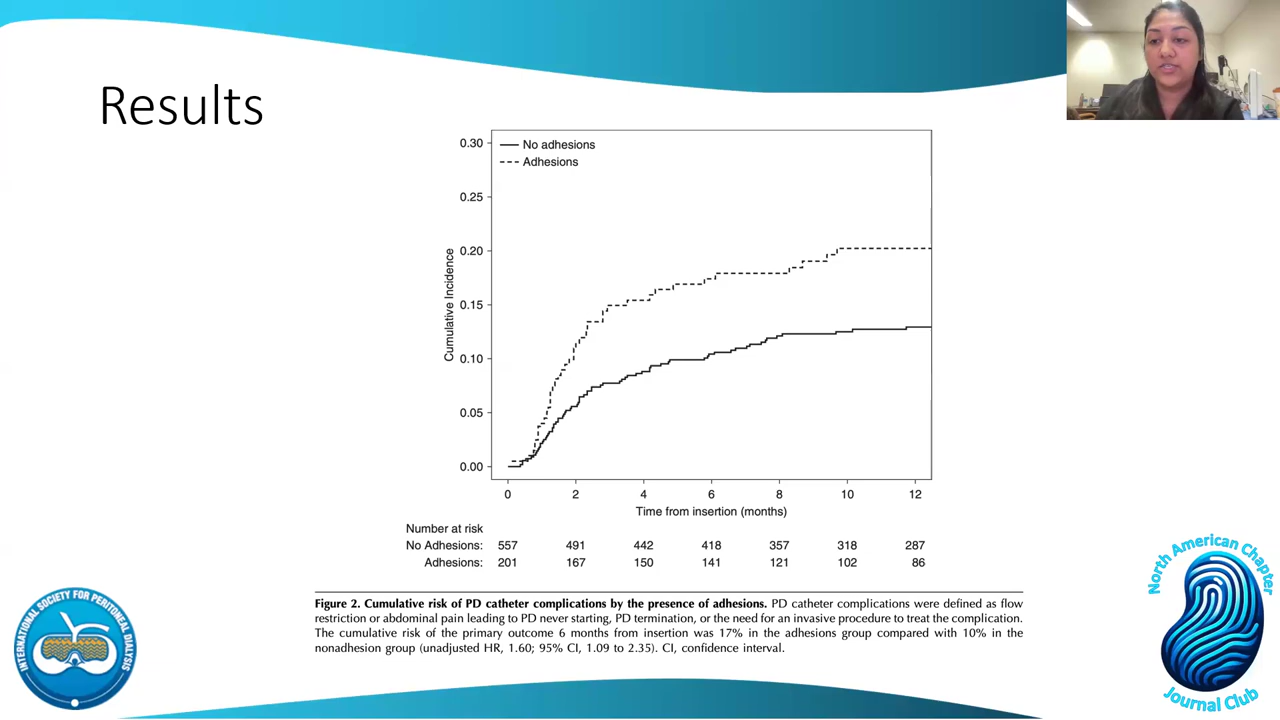 Results
0.30
0.25
0.20
0.15
0.10
0.05
0.00
Cumulative Incidence
No adhesions
Adhesions
0 2 4 6 8 10 12
Time from insertion (months)
Number at risk
No Adhesions: 557 491 442 418 357 318 287
Adhesions: 201 167 150 141 121 102 86
Figure 2. Cumulative risk of PD catheter complications by the presence of adhesions. PD catheter complications were defined as flow
restriction or abdominal pain leading to PD never starting, PD termination, or the need for an invasive procedure to treat the complication.
The cumulative risk of the primary outcome 6 months from insertion was 17% in the adhesions group compared with 10% in the
nonadhesion group (unadjusted HR, 1.60; 95% CI, 1.09 to 2.35). CI, confidence interval.
INTERNATIONAL SOCIETY FOR PERITONEAL DIALYSIS
North American Chapter
Journal Club